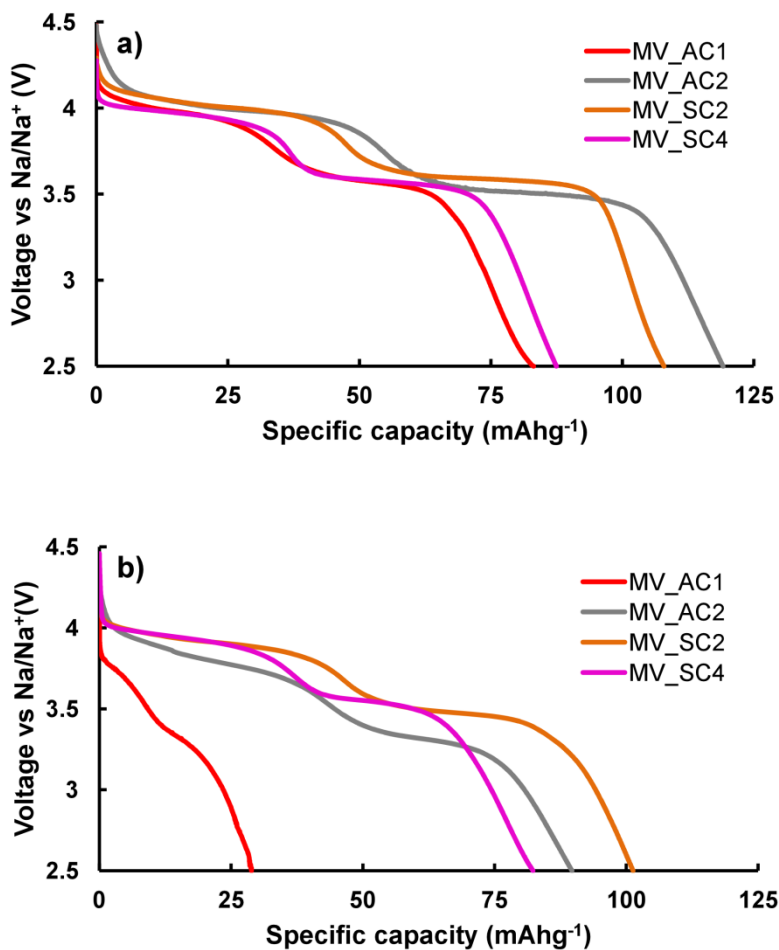 a)
4.5
4
3.5
3
2.5
Voltage vs Na/Na⁺ (V)
MV_AC1
MV_AC2
MV_SC2
MV_SC4
0 25 50 75 100 125
Specific capacity (mAhg⁻¹)
b)
4.5
4
3.5
3
2.5
Voltage vs Na/Na⁺(V)
MV_AC1
MV_AC2
MV_SC2
MV_SC4
0 25 50 75 100 125
Specific capacity (mAhg⁻¹)